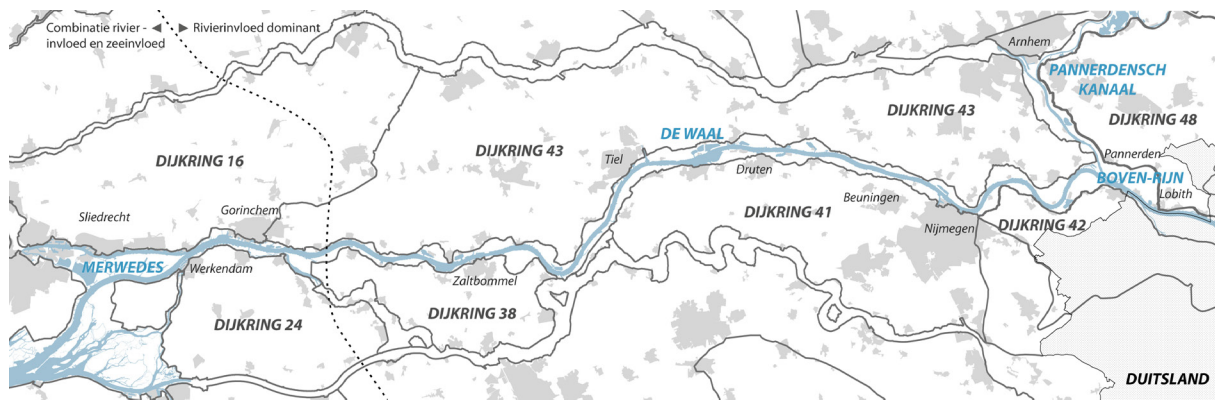 Combinatie rivier - ◄ ► Rivierinvloed dominant
invloed en zeeinvloed
Arnhem
PANNERDENSCH
KANAAL
DIJKRING 43
DIJKRING 48
DE WAAL
DIJKRING 16
DIJKRING 43
Tiel
Pannerden
Druten
BOVEN-RIJN
Lobith
Beuningen
Sliedrecht
Gorinchem
DIJKRING 41
DIJKRING 42
Nijmegen
MERWEDES
Werkendam
Zaltbommel
DIJKRING 24
DIJKRING 38
DUITSLAND